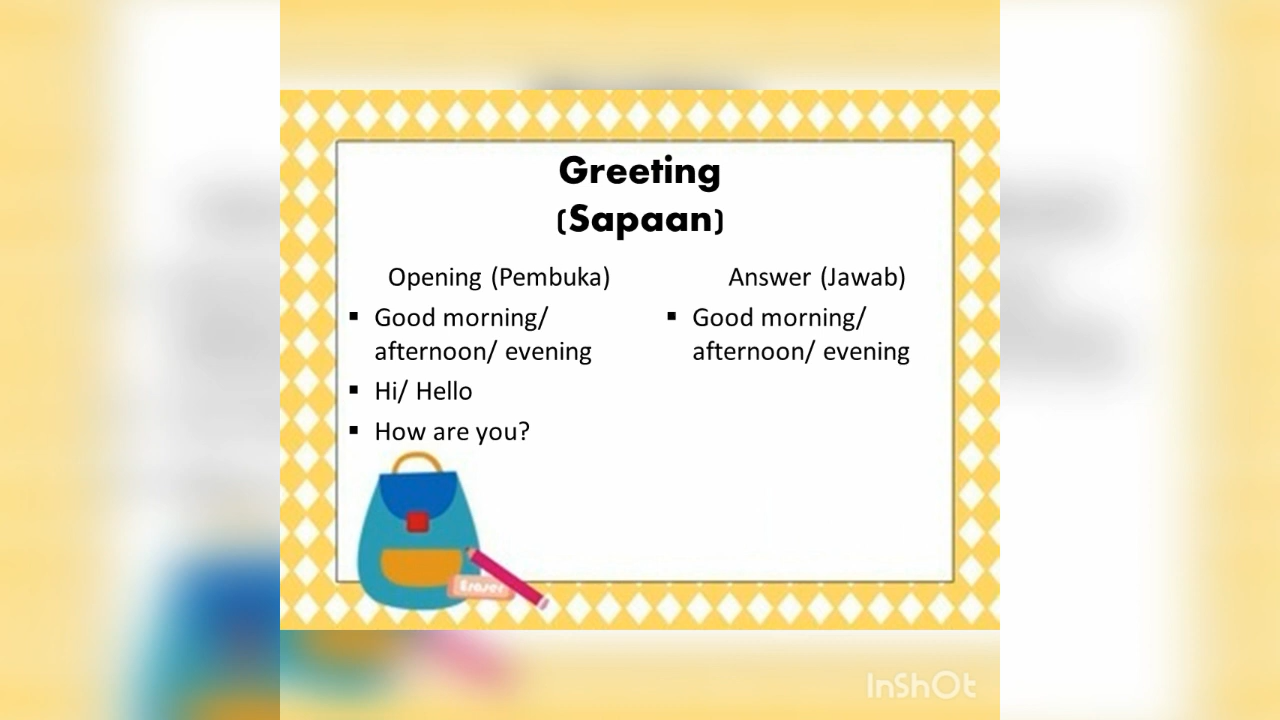 Greeting
(Sapaan)
Opening (Pembuka)
▪ Good morning/
afternoon/ evening
▪ Hi/ Hello
▪ How are you?
Answer (Jawab)
▪ Good morning/
afternoon/ evening
Eraser
InShOt